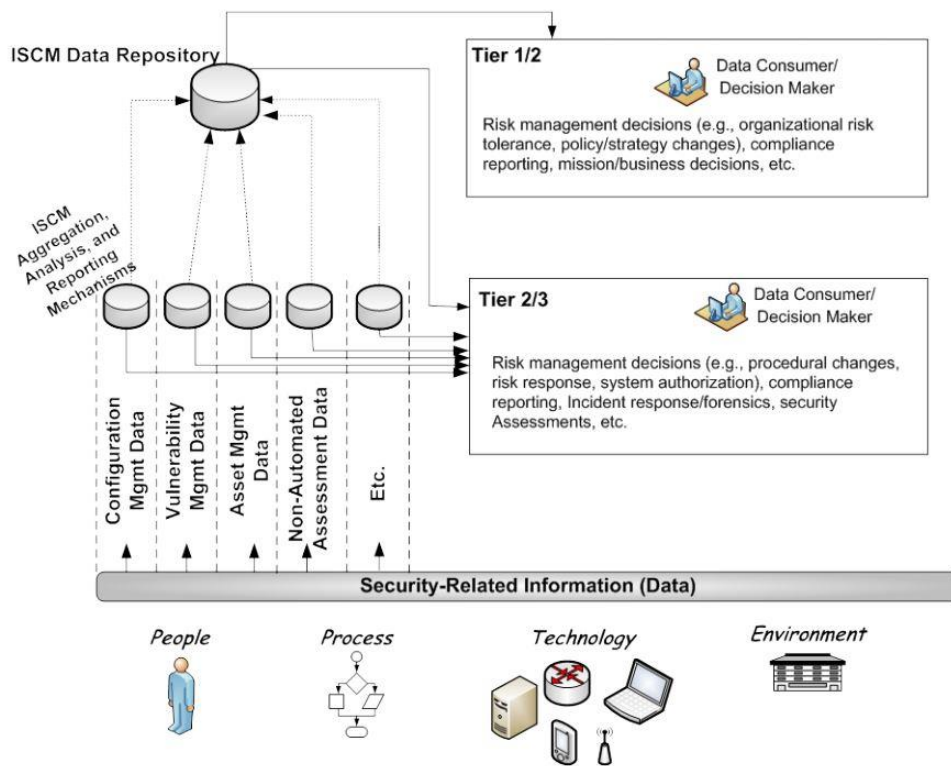 ISCM Data Repository
Tier 1/2
Data Consumer/
Decision Maker
Risk management decisions (e.g., organizational risk
tolerance, policy/strategy changes), compliance
reporting, mission/business decisions, etc.
ISCM
Aggregation,
Analysis, and
Reporting
Mechanisms
Tier 2/3
Data Consumer/
Decision Maker
Risk management decisions (e.g., procedural changes,
risk response, system authorization), compliance
reporting, Incident response/forensics, security
Assessments, etc.
Configuration
Mgmt Data
Vulnerability
Mgmt Data
Asset Mgmt
Data
Non-Automated
Assessment Data
Etc.
Security-Related Information (Data)
People
Process
Technology
Environment